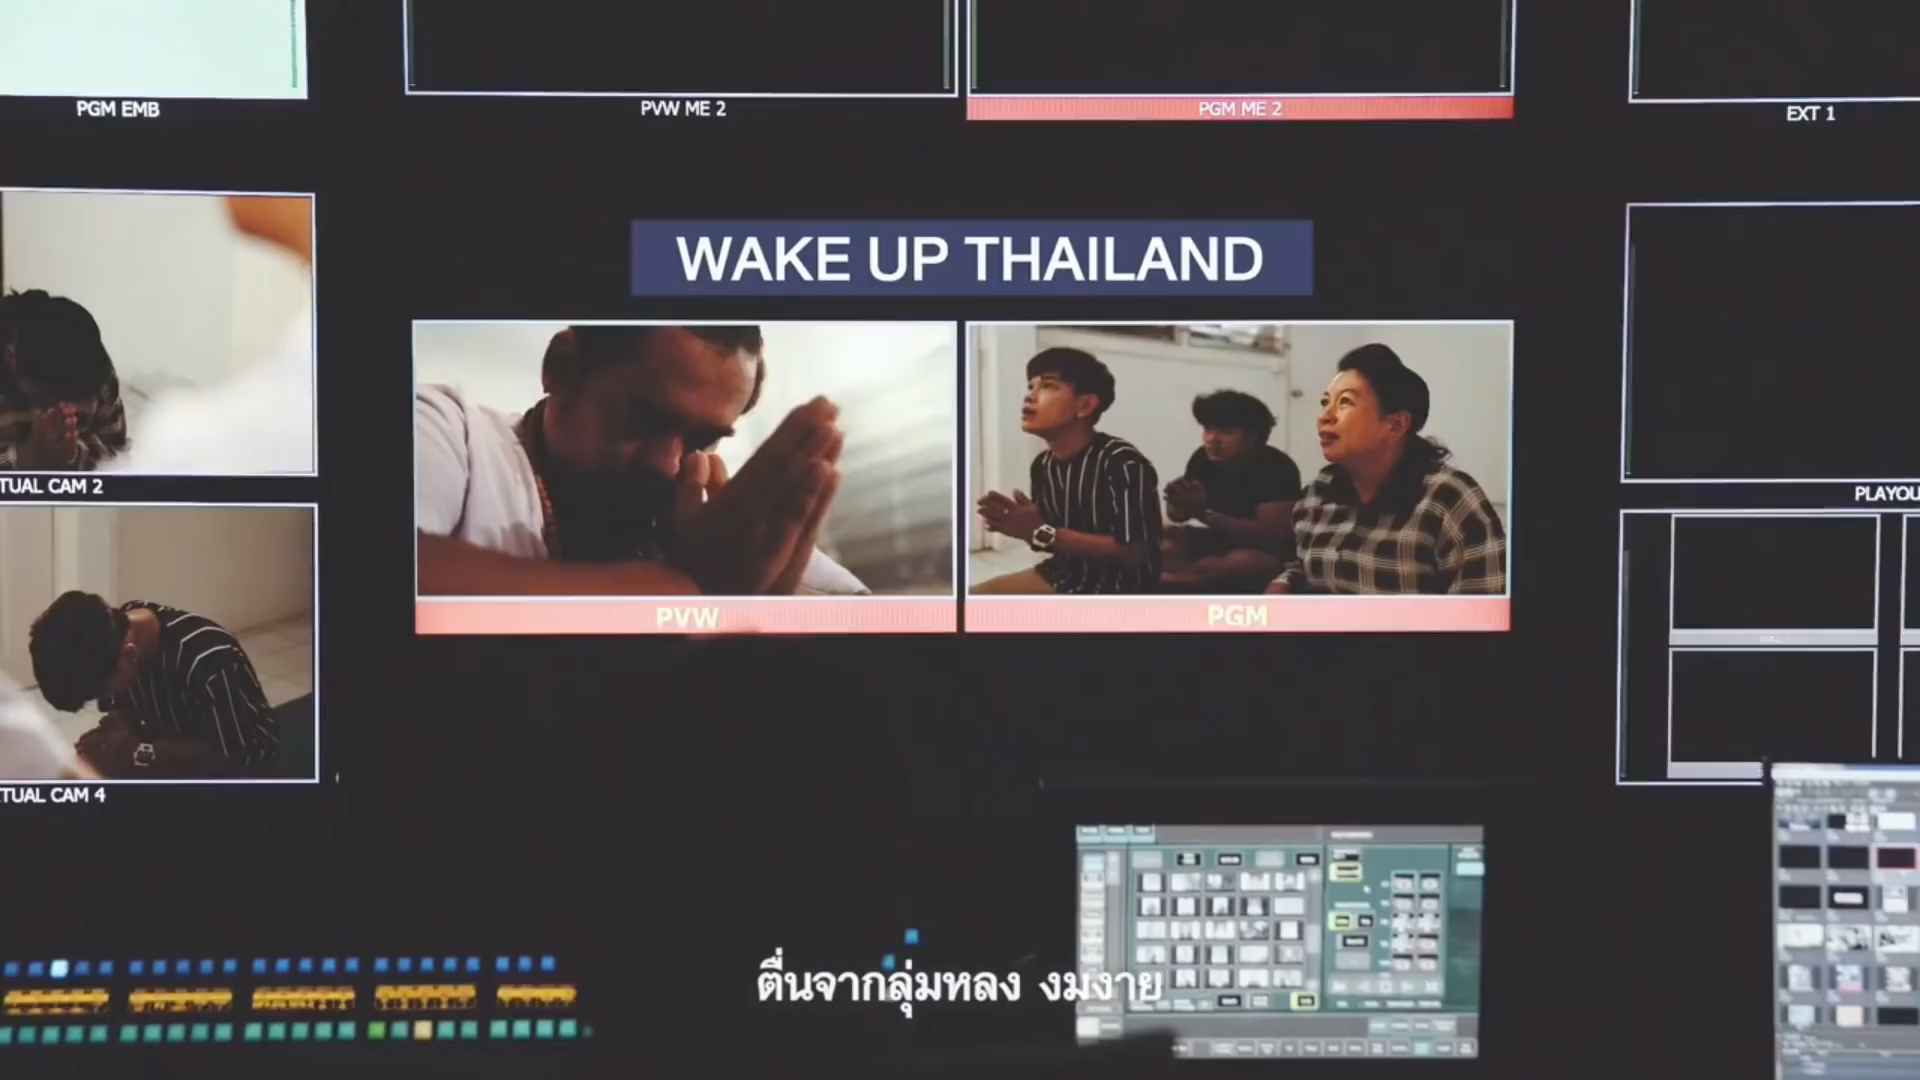 PGM EMB
PVW ME 2
PGM ME 2
EXT 1
WAKE UP THAILAND
TUAL CAM 2
PVW
PGM
PLAYOU
TUAL CAM 4
ตื่นจากลุ่มหลง งมงาย